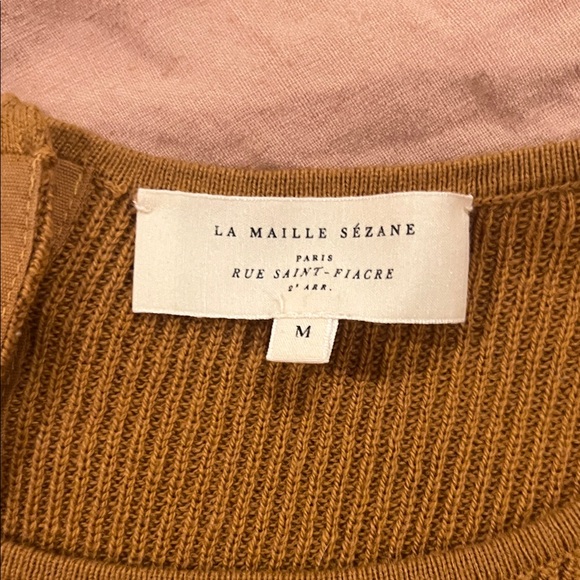 LA MAILLE SÉZANE
PARIS
RUE SAINT-FIACRE
2ᵉ ARR.
M